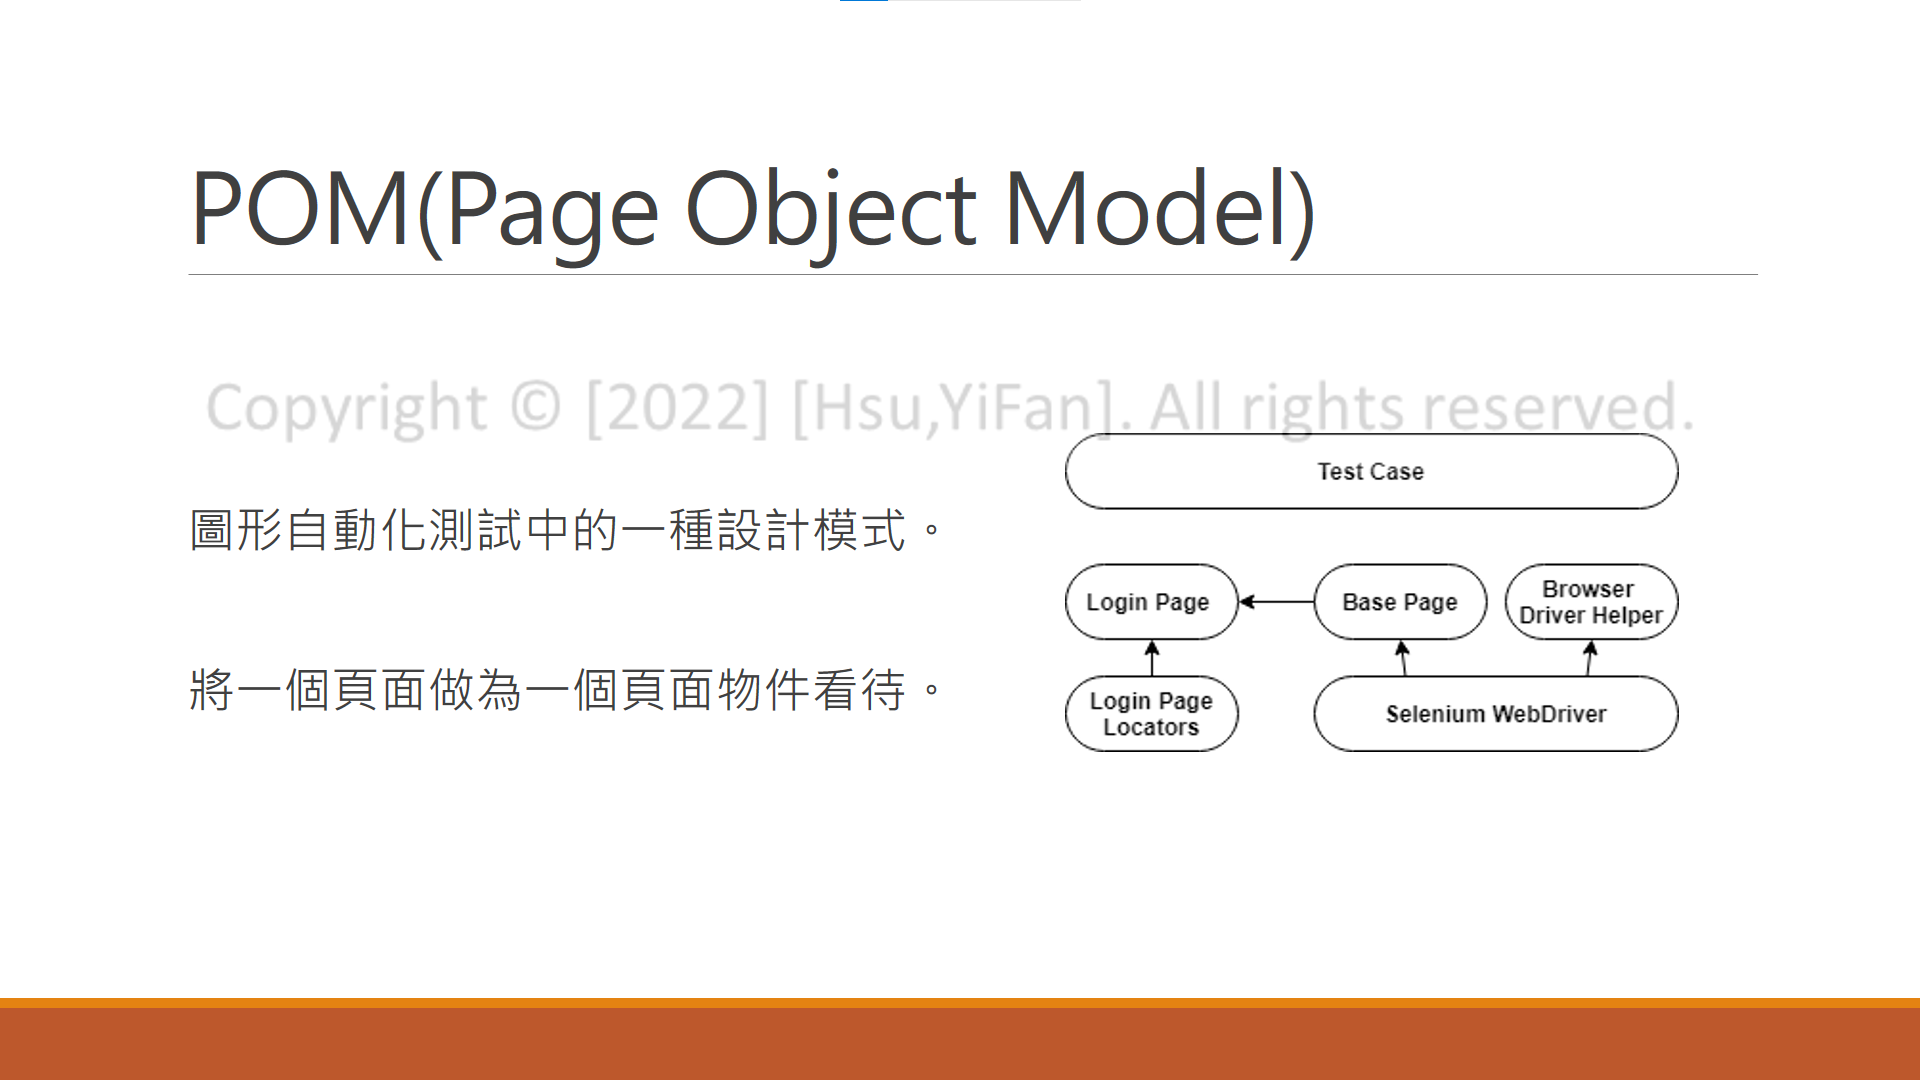 POM(Page Object Model)
Copyright © [2022] [Hsu,YiFan]. All rights reserved.
圖形自動化測試中的一種設計模式。
將一個頁面做為一個頁面物件看待。
Test Case
Login Page
Base Page
Browser
Driver Helper
Login Page
Locators
Selenium WebDriver